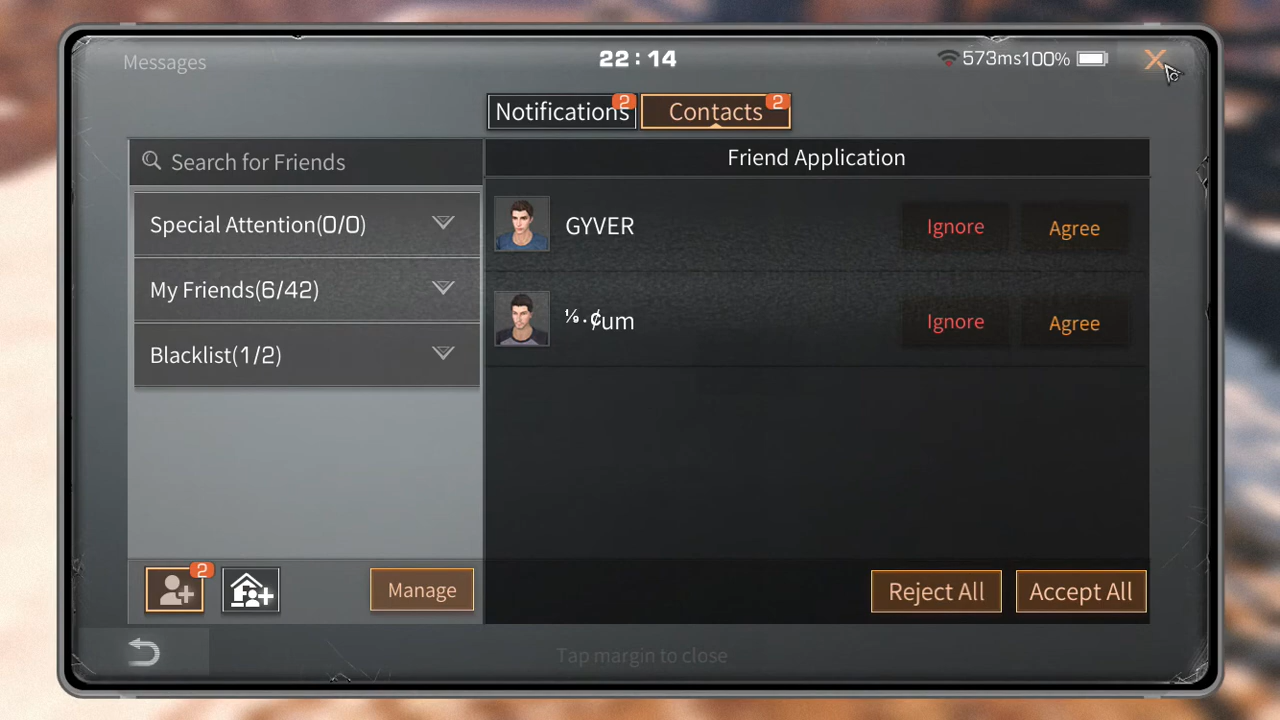 Messages
22:14
573ms100%
Notifications 2
Contacts 2
Search for Friends
Special Attention(0/0)
My Friends(6/42)
Blacklist(1/2)
2
Manage
Friend Application
GYVER
Ignore
Agree
⅑·₵um
Ignore
Agree
Reject All
Accept All
Tap margin to close